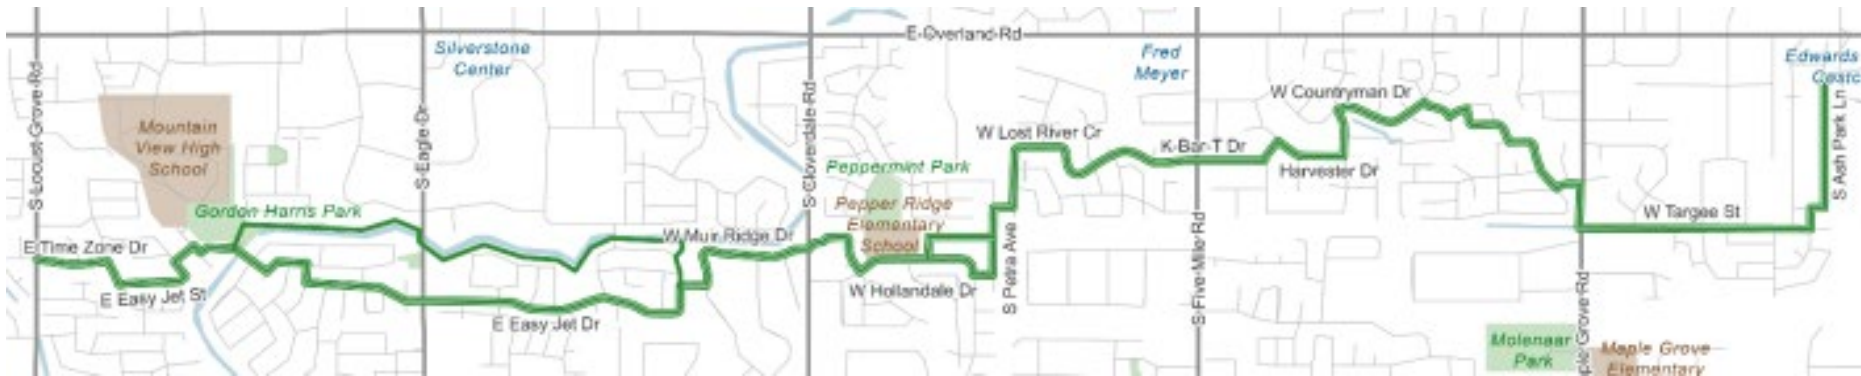 E Overland Rd
Silverstone
Center
Fred
Meyer
Edwards
S Locust Grove Rd
S Eagle Dr
S Cloverdale Rd
S Ash Park Ln
W Countryman Dr
Mountain
View High
School
W Lost River Cr
K-Bar-T Dr
Harvester Dr
Peppermint Park
Pepper Ridge
Elementary
School
Gordon Harris Park
W Targee St
E Time Zone Dr
W Muir Ridge Dr
S Petra Ave
S Five Mile Rd
E Easy Jet St
W Hollandale Dr
E Easy Jet Dr
ple Grove Rd
Molenaar
Park
Maple Grove
Elementary